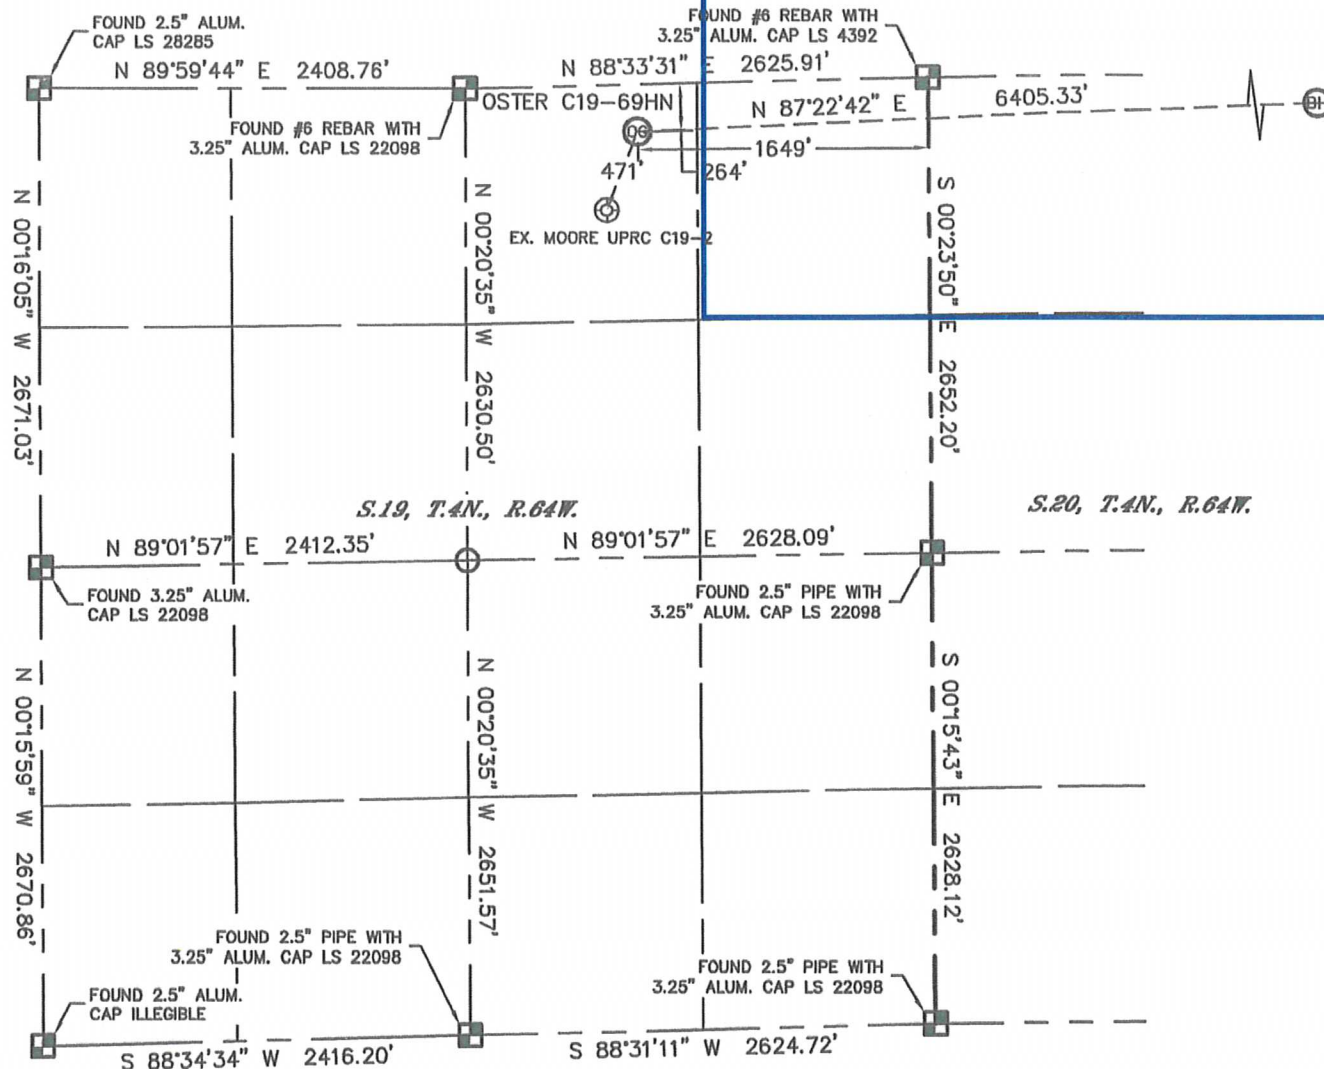 FOUND 2.5" ALUM.
CAP LS 28285
FOUND #6 REBAR WITH
3.25" ALUM. CAP LS 4392
N 89°59'44" E 2408.76'
N 88°33'31" E 2625.91'
OSTER C19-69HN
N 87°22'42" E 6405.33'
BH
FOUND #6 REBAR WITH
3.25" ALUM. CAP LS 22098
1649'
471'
264'
EX. MOORE UPRC C19-2
N 00°16'05" W 2671.03'
N 00°20'35" W 2630.50'
S 00°23'50" E 2652.20'
S.19, T.4N., R.64W.
S.20, T.4N., R.64W.
N 89°01'57" E 2412.35'
N 89°01'57" E 2628.09'
FOUND 3.25" ALUM.
CAP LS 22098
FOUND 2.5" PIPE WITH
3.25" ALUM. CAP LS 22098
N 00°15'59" W 2670.86'
N 00°20'35" W 2651.57'
S 00°15'43" E 2628.12'
FOUND 2.5" PIPE WITH
3.25" ALUM. CAP LS 22098
FOUND 2.5" PIPE WITH
3.25" ALUM. CAP LS 22098
FOUND 2.5" ALUM.
CAP ILLEGIBLE
S 88°34'34" W 2416.20'
S 88°31'11" W 2624.72'